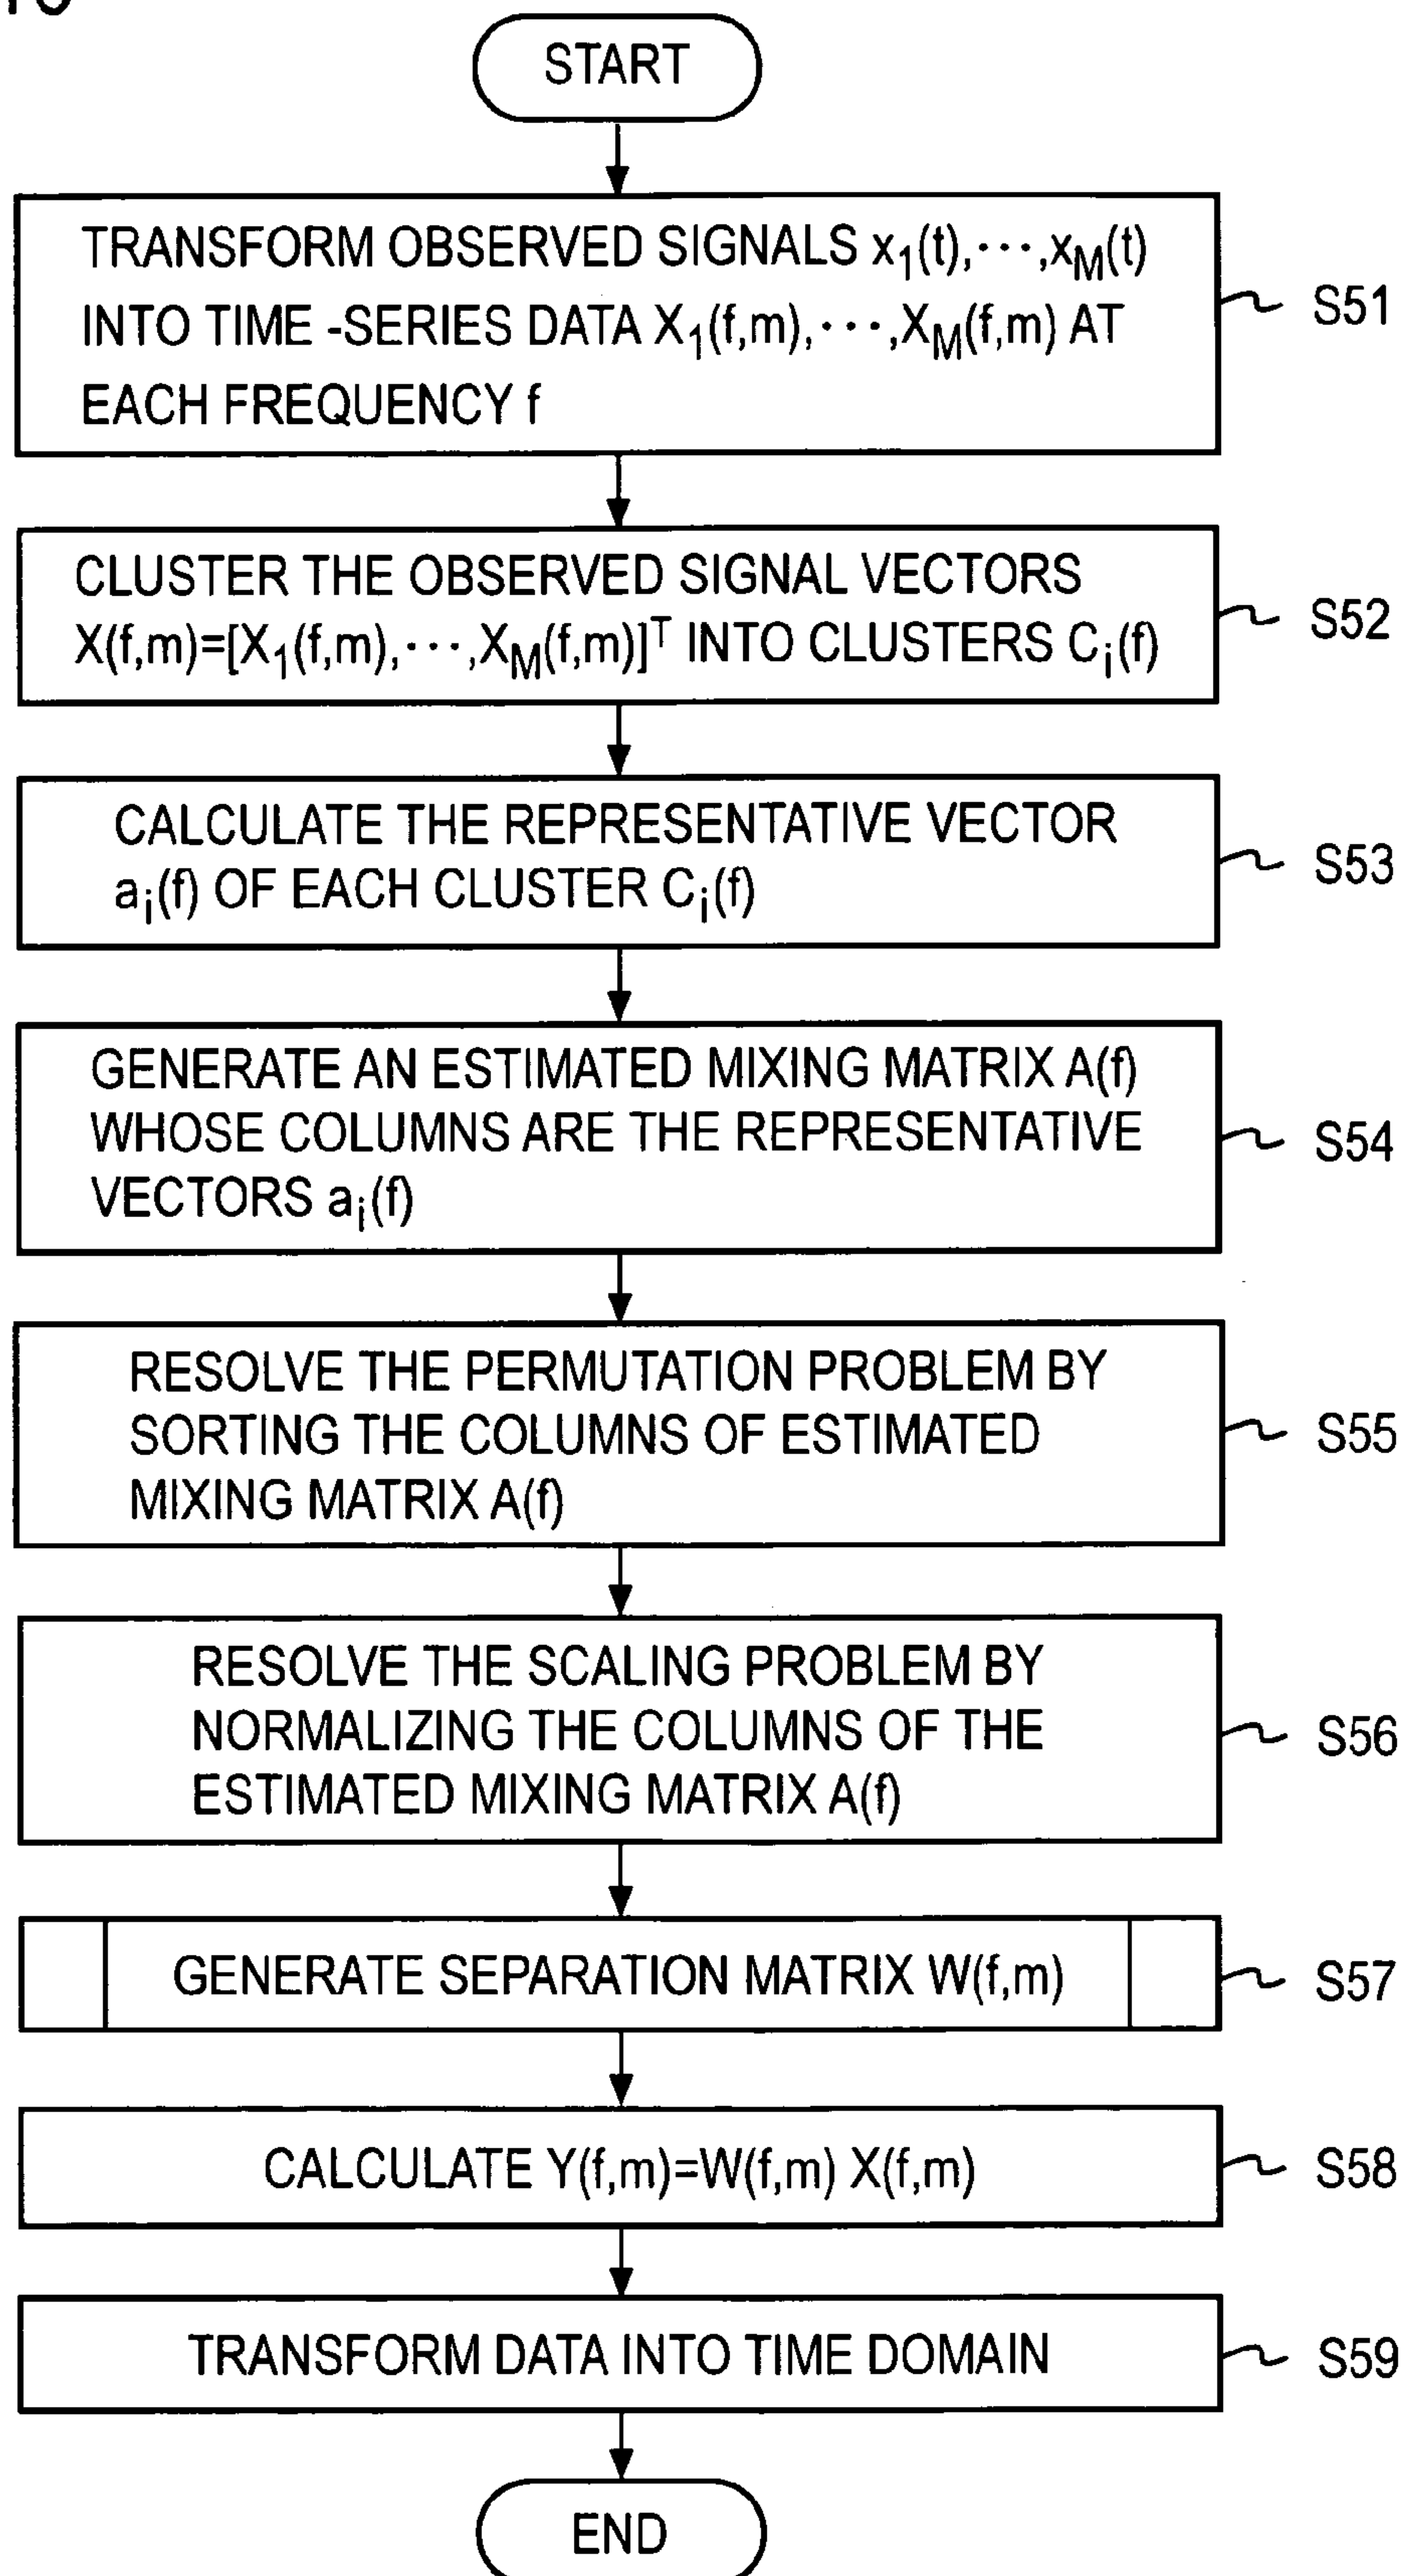 START
TRANSFORM OBSERVED SIGNALS x₁(t),⋯,x_M(t)
INTO TIME -SERIES DATA X₁(f,m),⋯,X_M(f,m) AT
EACH FREQUENCY f
S51
CLUSTER THE OBSERVED SIGNAL VECTORS
X(f,m)=[X₁(f,m),⋯,X_M(f,m)]ᵀ INTO CLUSTERS Cᵢ(f)
S52
CALCULATE THE REPRESENTATIVE VECTOR
aᵢ(f) OF EACH CLUSTER Cᵢ(f)
S53
GENERATE AN ESTIMATED MIXING MATRIX A(f)
WHOSE COLUMNS ARE THE REPRESENTATIVE
VECTORS aᵢ(f)
S54
RESOLVE THE PERMUTATION PROBLEM BY
SORTING THE COLUMNS OF ESTIMATED
MIXING MATRIX A(f)
S55
RESOLVE THE SCALING PROBLEM BY
NORMALIZING THE COLUMNS OF THE
ESTIMATED MIXING MATRIX A(f)
S56
GENERATE SEPARATION MATRIX W(f,m)
S57
CALCULATE Y(f,m)=W(f,m) X(f,m)
S58
TRANSFORM DATA INTO TIME DOMAIN
S59
END